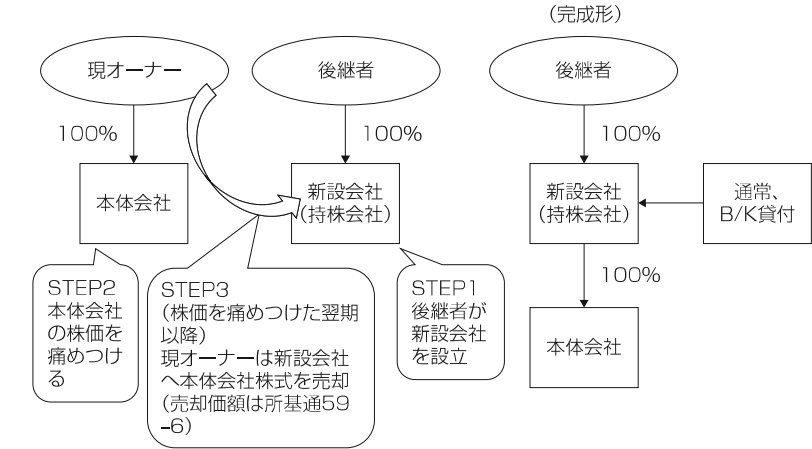 （完成形）
現オーナー
後継者
後継者
100%
100%
100%
本体会社
新設会社
（持株会社）
新設会社
（持株会社）
通常、
B/K貸付
STEP2
本体会社
の株価を
痛めつけ
る
STEP3
（株価を痛めつけた翌期
以降）
現オーナーは新設会社
へ本体会社株式を売却
（売却価額は所基通59
-6）
STEP1
後継者が
新設会社
を設立
100%
本体会社